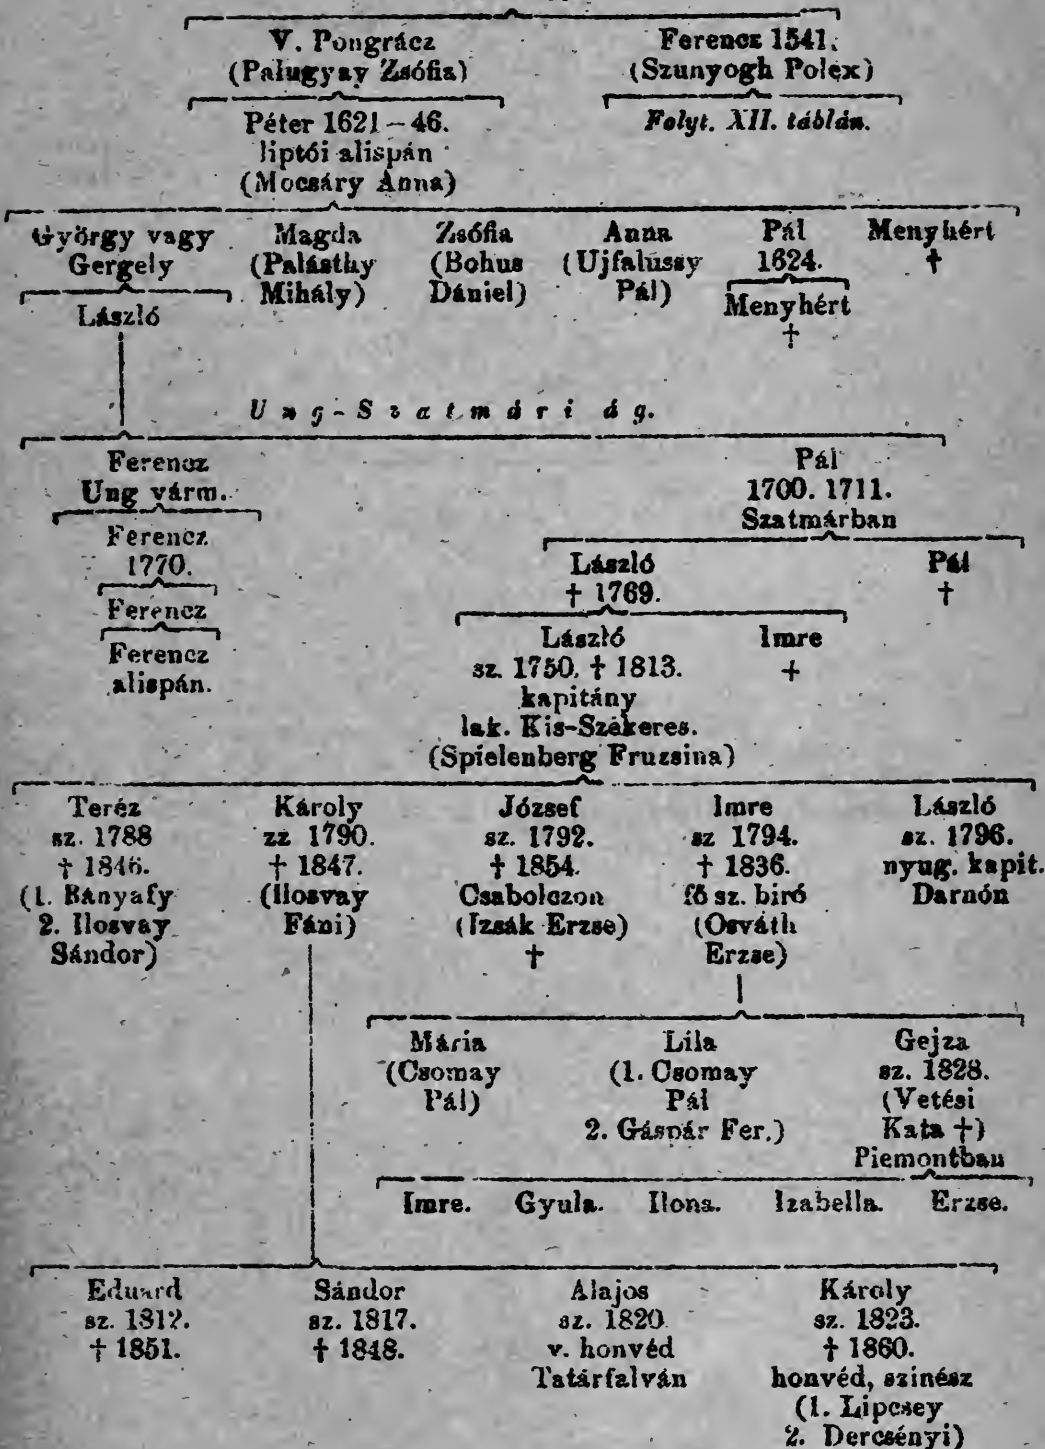 V. Pongrácz Ferencz 1541.
(Palugyay Zsófia) (Szunyogh Polex)
Péter 1621–46. Folyt. XII. táblán.
liptói alispán
(Mocsáry Anna)
György vagy Magda Zsófia Anna Pál Menyhért
Gergely (Palásthy (Bohus (Ujfalussy 1624. †
Mihály) Dániel) Pál)
László Menyhért
†
Ung-Szatmári ág.
Ferencz Pál
Ung várm. 1700. 1711.
Szatmárban
Ferencz László Pál
1770. † 1769. †
Ferencz László Imre
Ferencz sz. 1750. † 1813. +
alispán. kapitány
lak. Kis-Szekeres.
(Spielenberg Fruzsina)
Teréz Károly József Imre László
sz. 1788 zz 1790. sz. 1792. sz 1794. sz. 1796.
† 1846. † 1847. † 1854. † 1836. nyug. kapit.
(1. Bányafy (Ilosvay Csabolczon fő sz. biró Darnón
2. Ilosvay Fáni) (Izsák Erzse) (Osváth
Sándor) † Erzse)
Mária Lila Gejza
(Csomay (1. Csomay sz. 1828.
Pál) Pál (Vetési
2. Gáspár Fer.) Kata †)
Piemontban
Imre. Gyula. Ilona. Izabella. Erzse.
Eduard Sándor Alajos Károly
sz. 1812. sz. 1817. sz. 1820. sz. 1823.
† 1851. † 1848. v. honvéd † 1860.
Tatárfalván honvéd, szinész
(1. Lipcsey
2. Dercsényi)